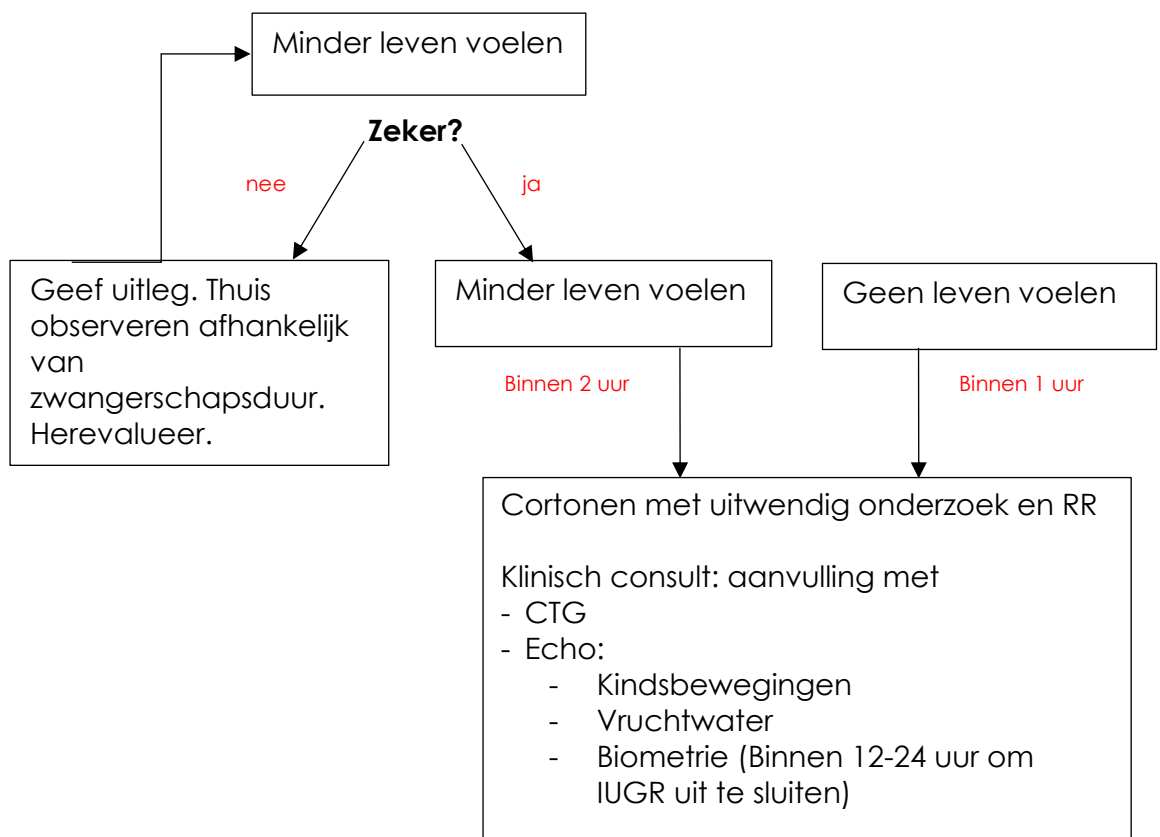 Minder leven voelen
Zeker?
nee
ja
Geef uitleg. Thuis
observeren afhankelijk
van
zwangerschapsduur.
Herevalueer.
Minder leven voelen
Geen leven voelen
Binnen 2 uur
Binnen 1 uur
Cortonen met uitwendig onderzoek en RR
Klinisch consult: aanvulling met
- CTG
- Echo:
- Kindsbewegingen
- Vruchtwater
- Biometrie (Binnen 12-24 uur om
IUGR uit te sluiten)